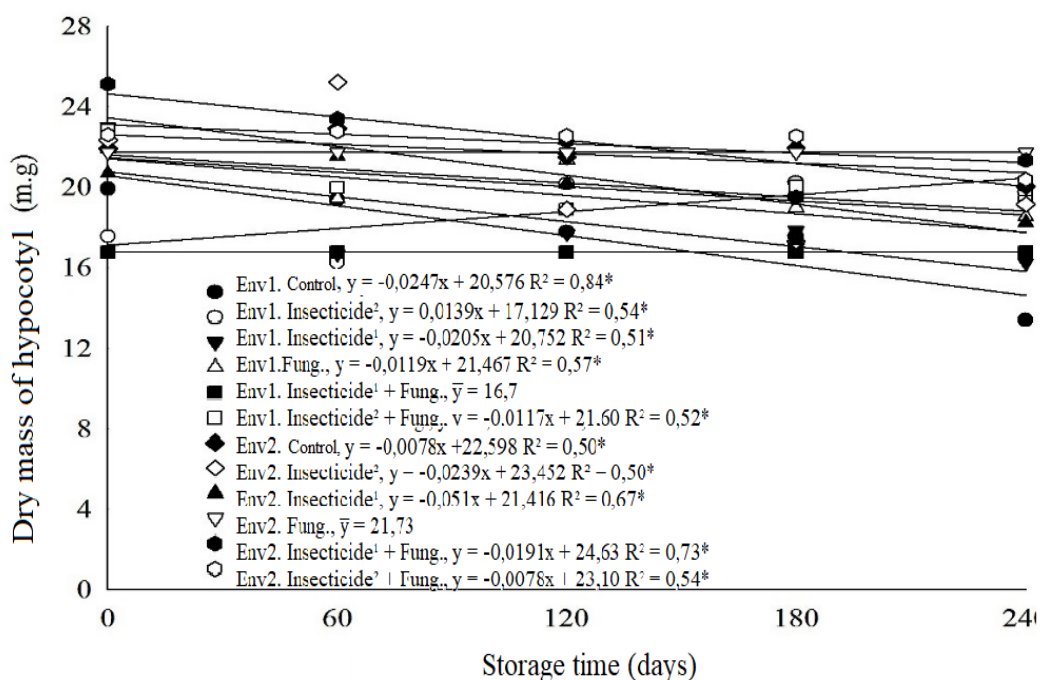 28
24
20
16
12
8
4
0
Dry mass of hypocotyl (m.g)
Env1. Control, y = -0,0247x + 20,576 R² = 0,84*
Env1. Insecticide², y = 0,0139x + 17,129 R² = 0,54*
Env1. Insecticide¹, y = -0,0205x + 20,752 R² = 0,51*
Env1.Fung., y = -0,0119x + 21,467 R² = 0,57*
Env1. Insecticide¹ + Fung., y̅ = 16,7
Env1. Insecticide² + Fung., y = -0.0117x + 21.60 R² = 0,52*
Env2. Control, y = -0,0078x +22,598 R² = 0,50*
Env2. Insecticide², y = -0,0239x + 23,452 R² = 0,50*
Env2. Insecticide¹, y = -0,051x + 21,416 R² = 0,67*
Env2. Fung., y̅ = 21,73
Env2. Insecticide¹ + Fung., y = -0,0191x + 24,63 R² = 0,73*
Env2. Insecticide² + Fung., y = -0,0078x + 23,10 R² = 0,54*
0 60 120 180 240
Storage time (days)